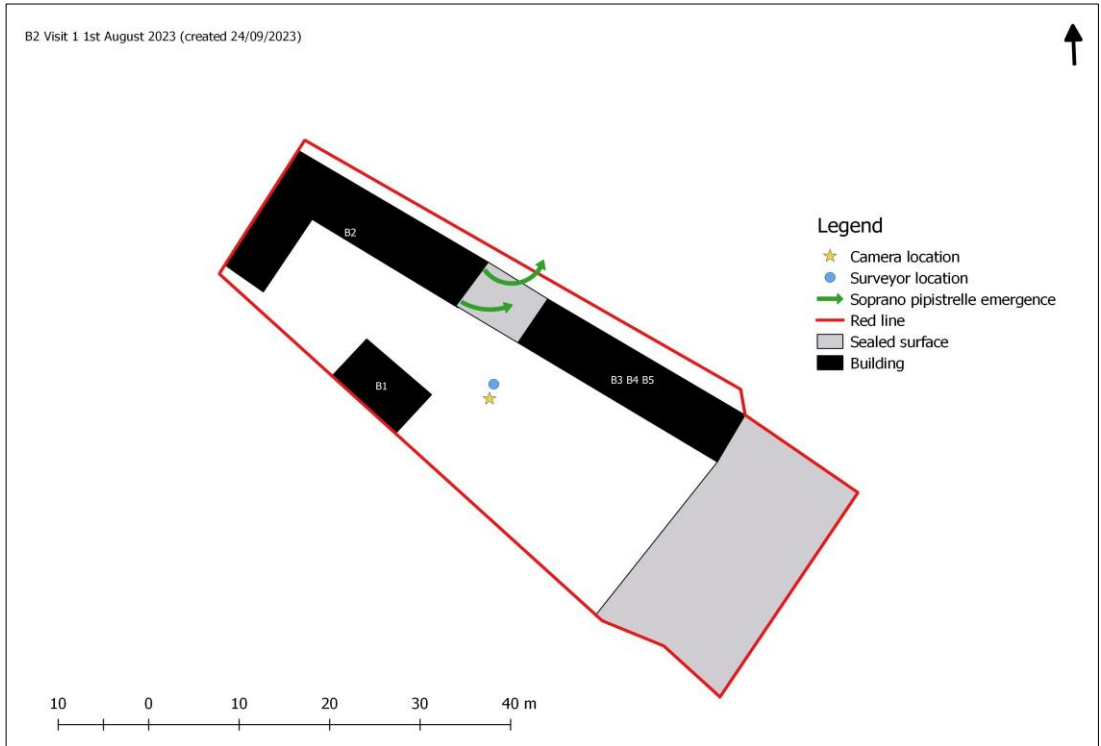 B2 Visit 1 1st August 2023 (created 24/09/2023)
B2
B1
B3 B4 B5
Legend
Camera location
Surveyor location
Soprano pipistrelle emergence
Red line
Sealed surface
Building
10 0 10 20 30 40 m